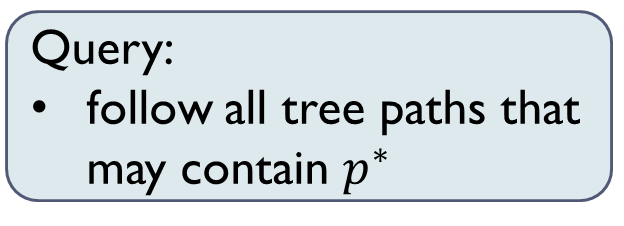 Query:
• follow all tree paths that
may contain p*